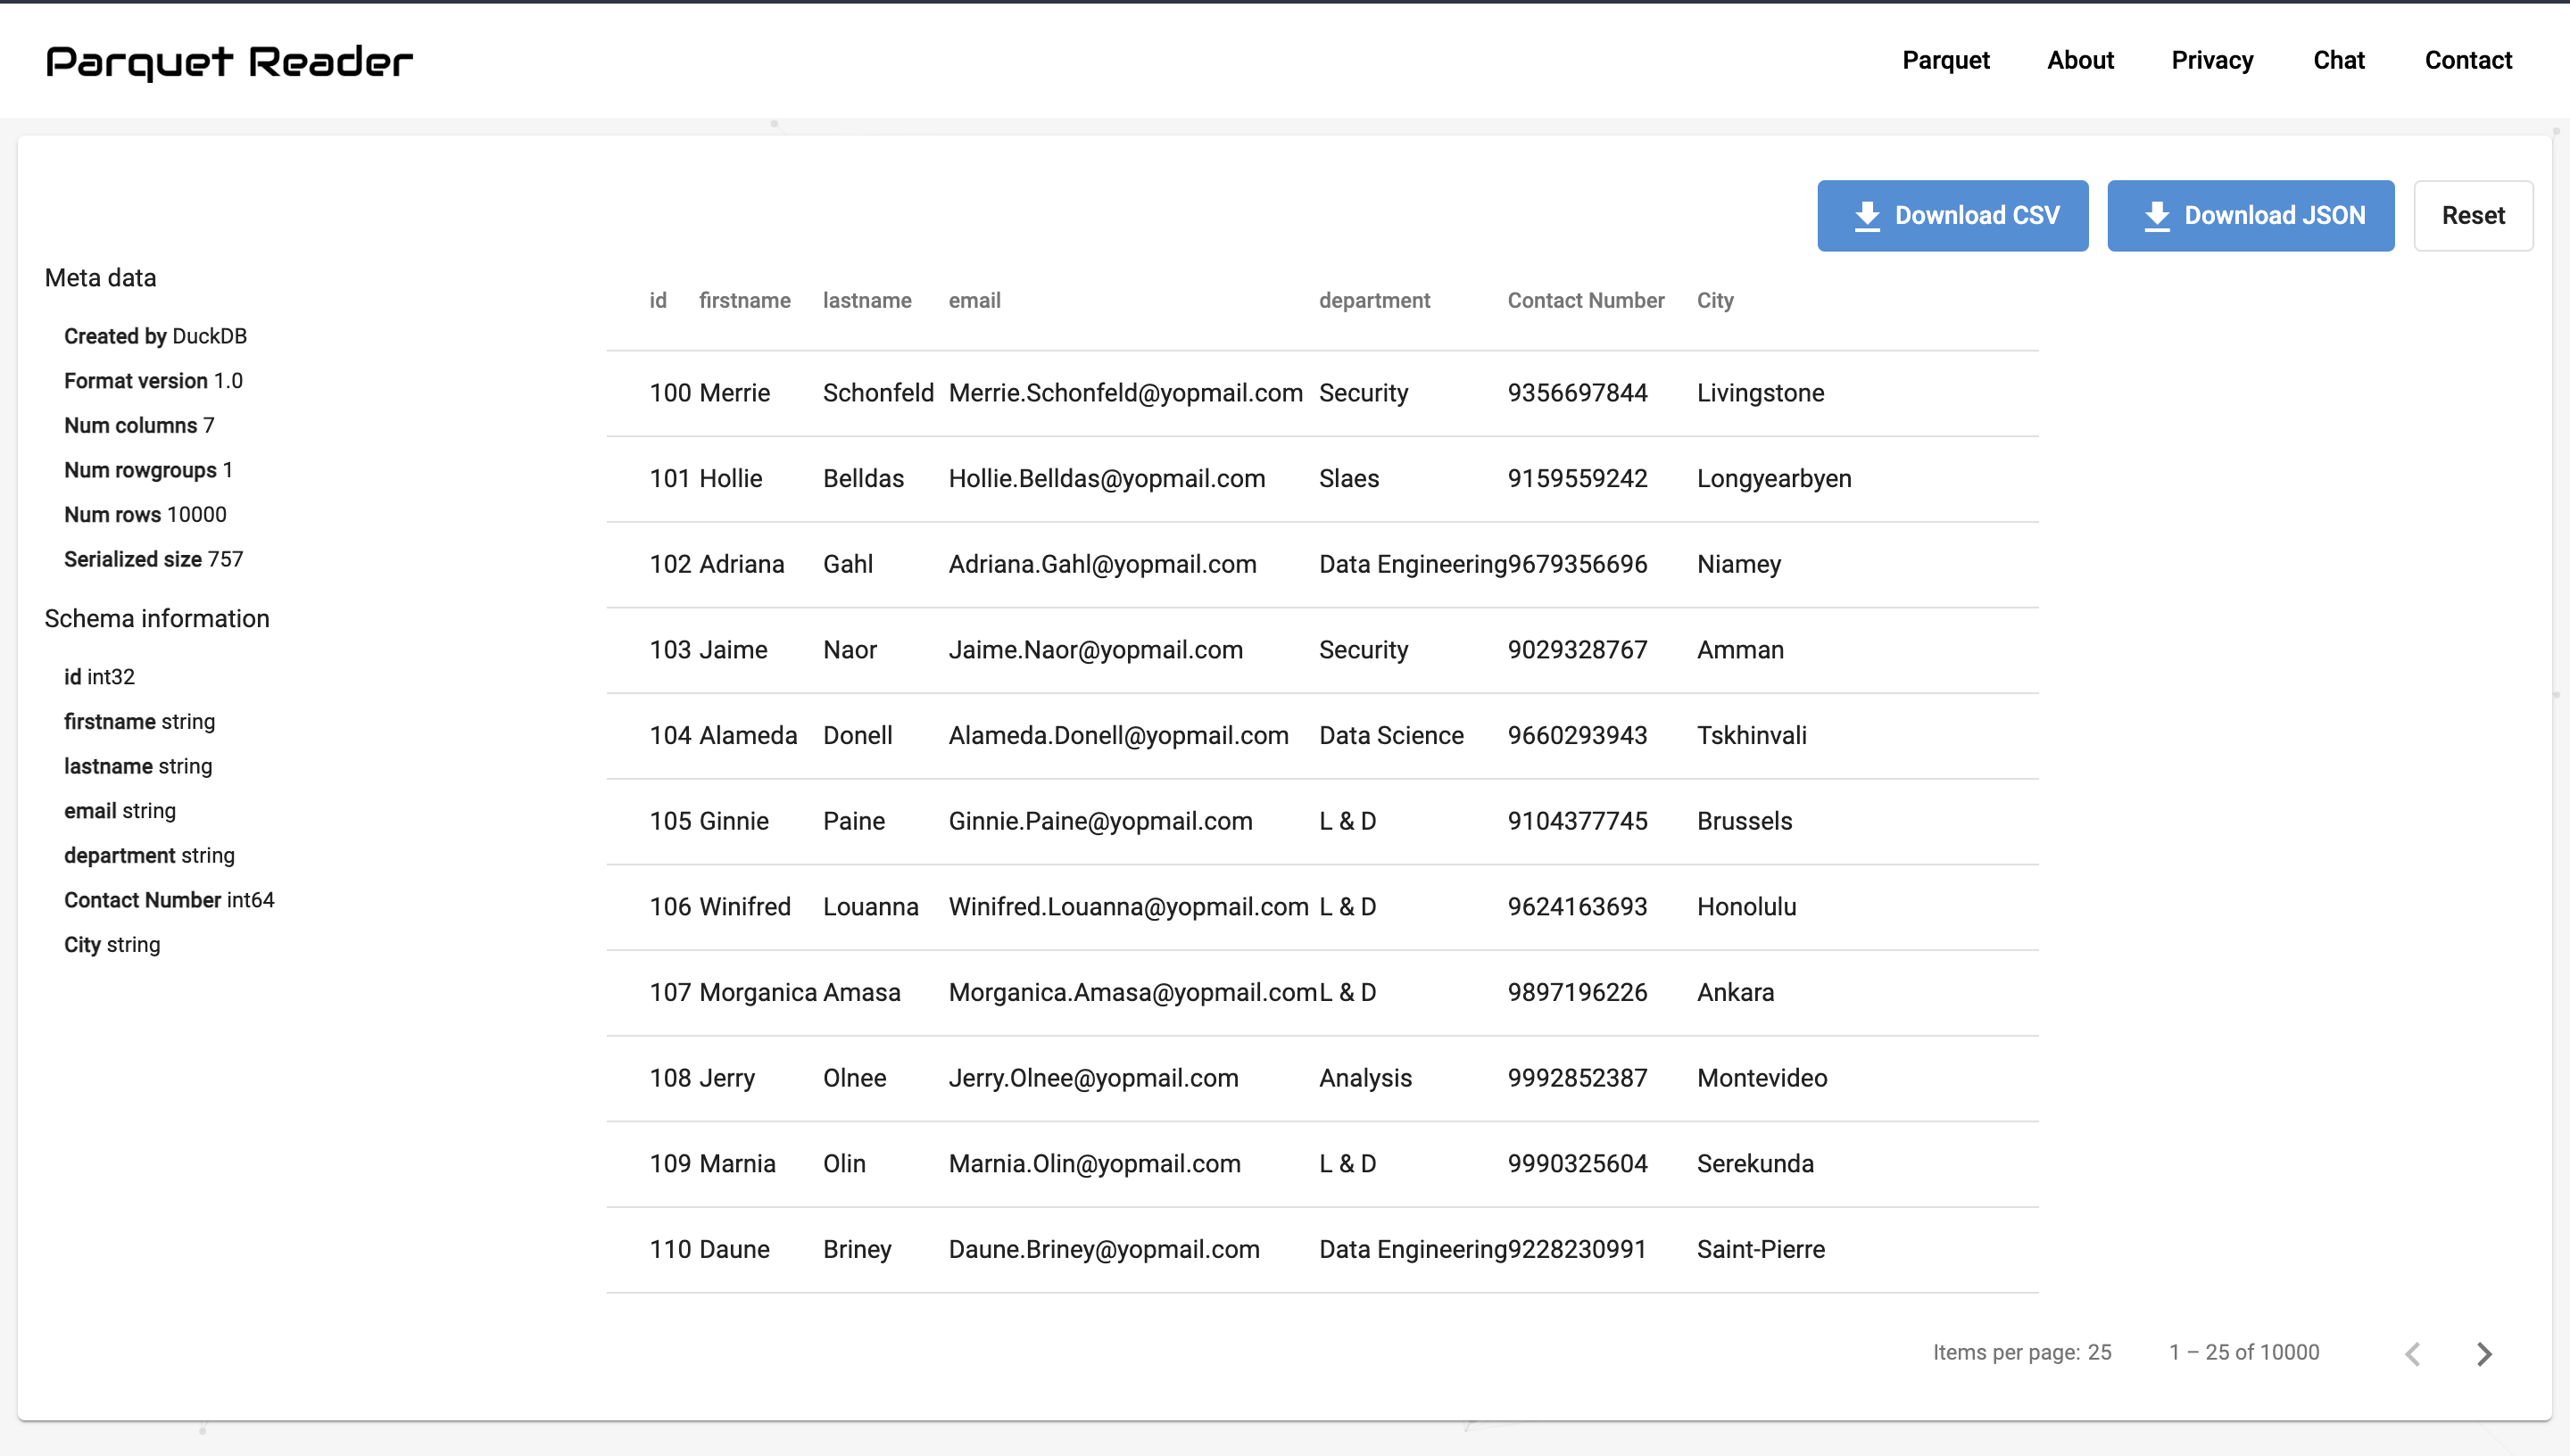 Parquet Reader
Parquet About Privacy Chat Contact
Download CSV Download JSON Reset
Meta data
Created by DuckDB
Format version 1.0
Num columns 7
Num rowgroups 1
Num rows 10000
Serialized size 757
Schema information
id int32
firstname string
lastname string
email string
department string
Contact Number int64
City string
id firstname lastname email department Contact Number City
100 Merrie Schonfeld Merrie.Schonfeld@yopmail.com Security 9356697844 Livingstone
101 Hollie Belldas Hollie.Belldas@yopmail.com Slaes 9159559242 Longyearbyen
102 Adriana Gahl Adriana.Gahl@yopmail.com Data Engineering 9679356696 Niamey
103 Jaime Naor Jaime.Naor@yopmail.com Security 9029328767 Amman
104 Alameda Donell Alameda.Donell@yopmail.com Data Science 9660293943 Tskhinvali
105 Ginnie Paine Ginnie.Paine@yopmail.com L & D 9104377745 Brussels
106 Winifred Louanna Winifred.Louanna@yopmail.com L & D 9624163693 Honolulu
107 Morganica Amasa Morganica.Amasa@yopmail.com L & D 9897196226 Ankara
108 Jerry Olnee Jerry.Olnee@yopmail.com Analysis 9992852387 Montevideo
109 Marnia Olin Marnia.Olin@yopmail.com L & D 9990325604 Serekunda
110 Daune Briney Daune.Briney@yopmail.com Data Engineering 9228230991 Saint-Pierre
Items per page: 25 1 – 25 of 10000